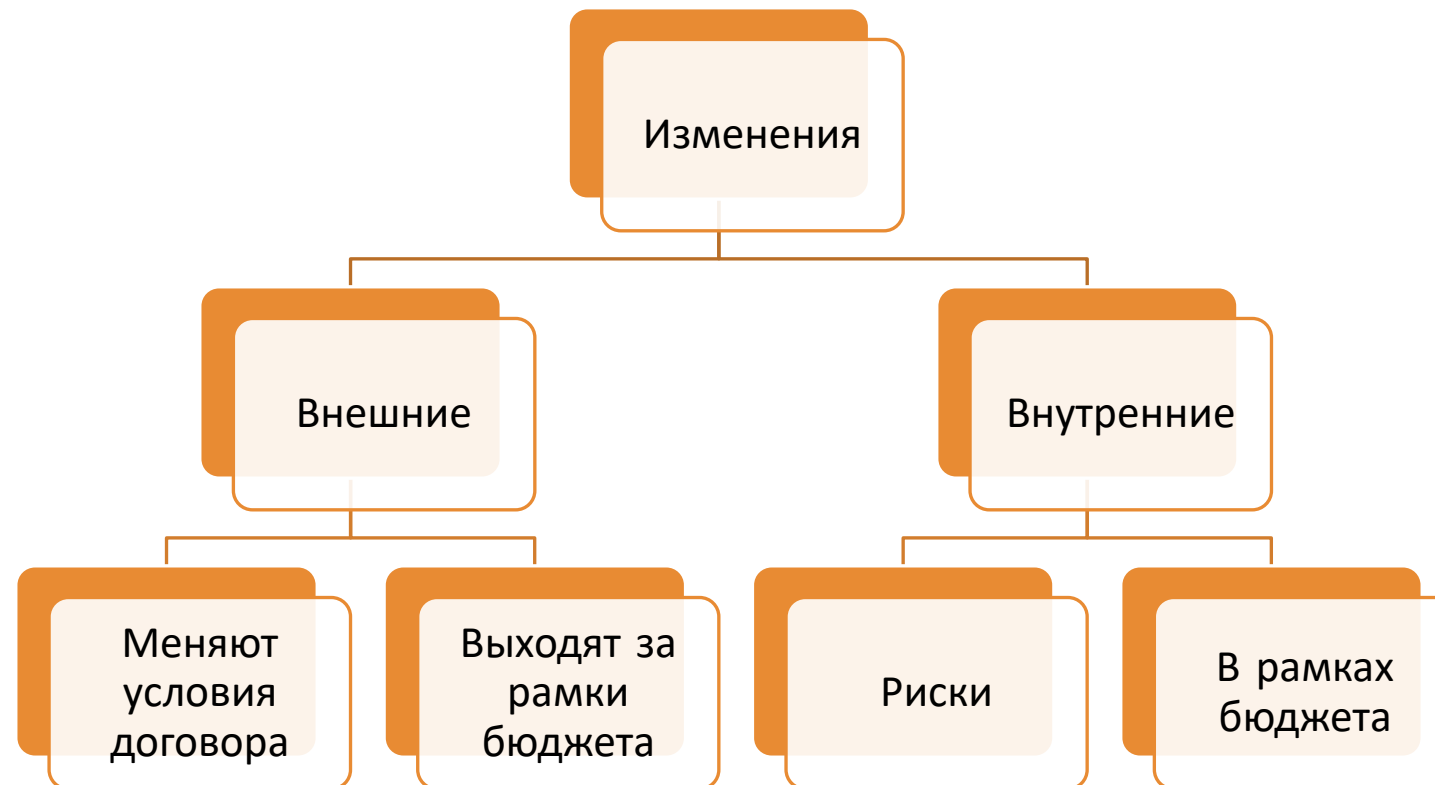 Изменения
Внешние
Внутренние
Меняют
условия
договора
Выходят за
рамки
бюджета
Риски
В рамках
бюджета